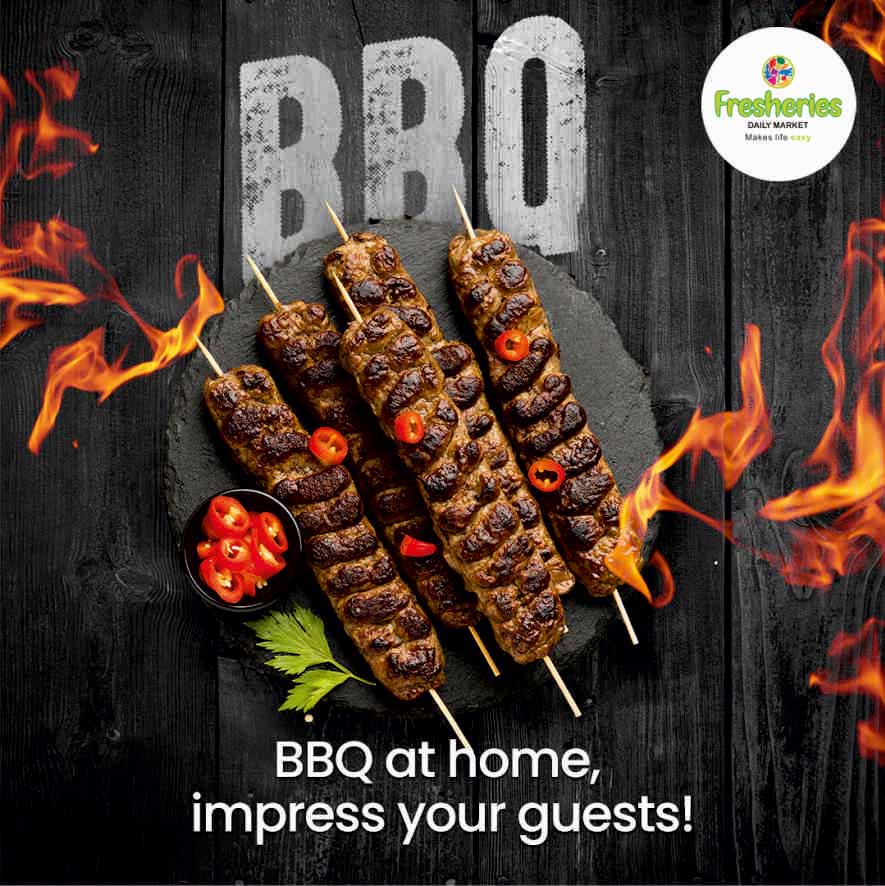 BBQ
Fresheries
DAILY MARKET
Makes life easy
BBQ at home,
impress your guests!